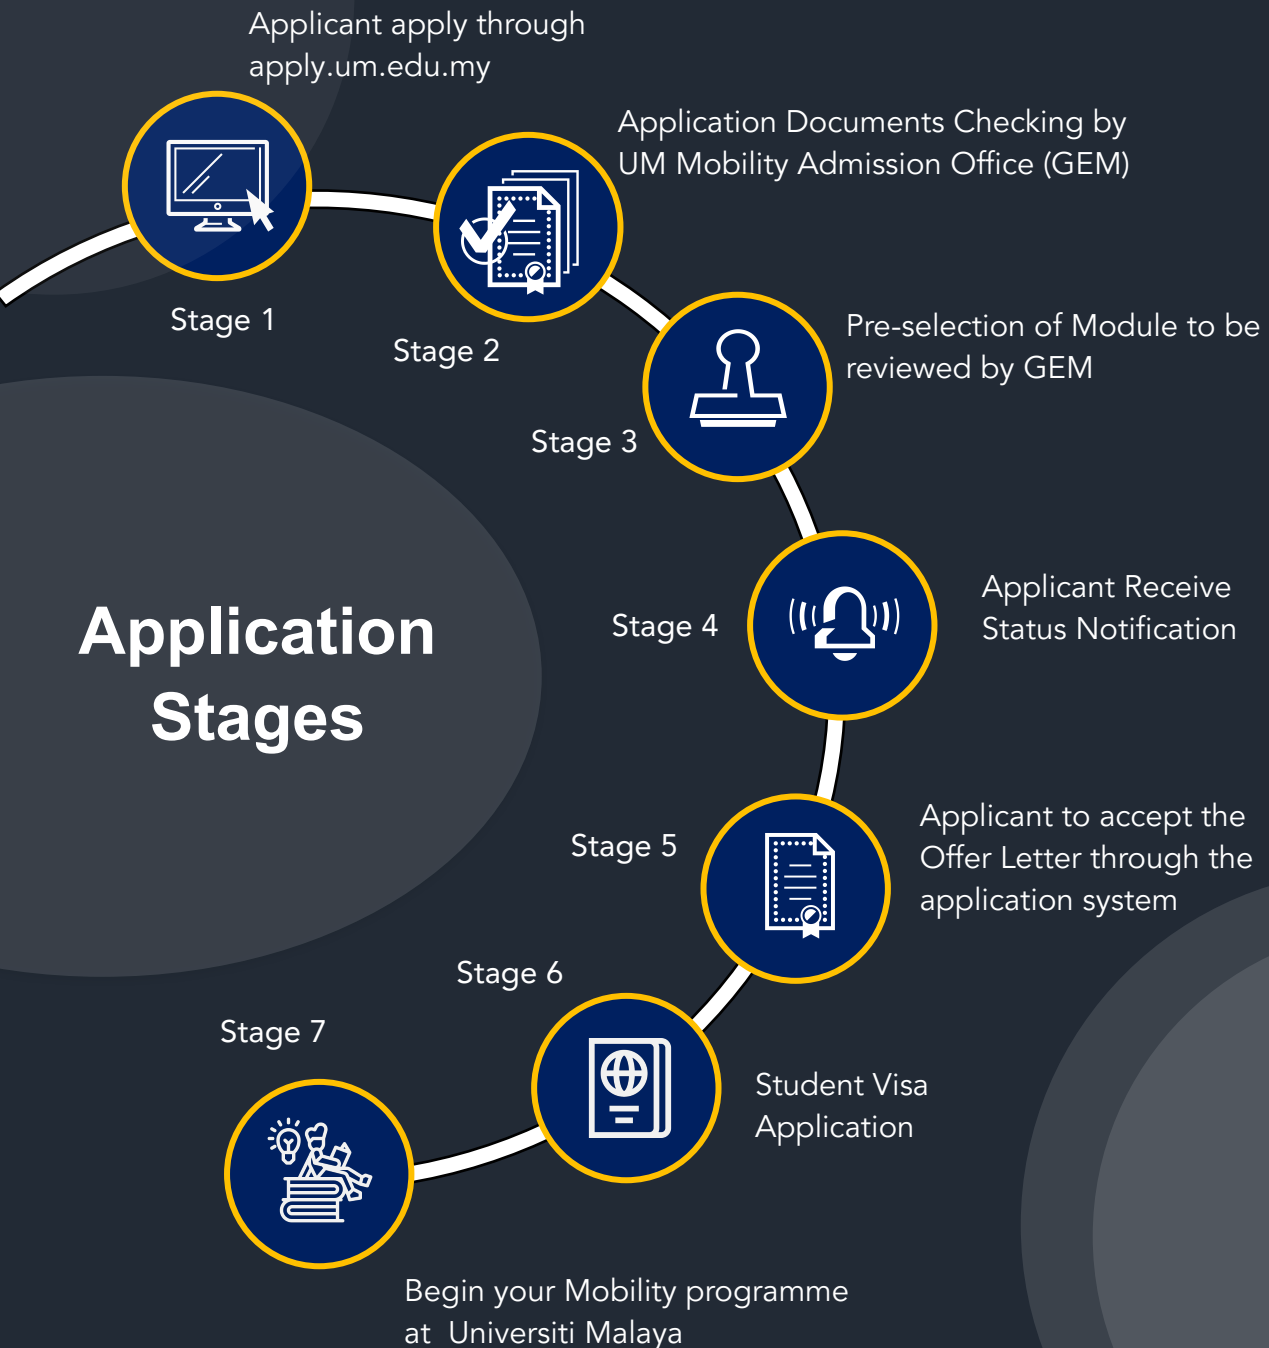 Applicant apply through
apply.um.edu.my
Stage 1
Application Documents Checking by
UM Mobility Admission Office (GEM)
Stage 2
Pre-selection of Module to be
reviewed by GEM
Stage 3
Applicant Receive
Status Notification
Stage 4
Application
Stages
Applicant to accept the
Offer Letter through the
application system
Stage 5
Stage 6
Student Visa
Application
Stage 7
Begin your Mobility programme
at Universiti Malaya